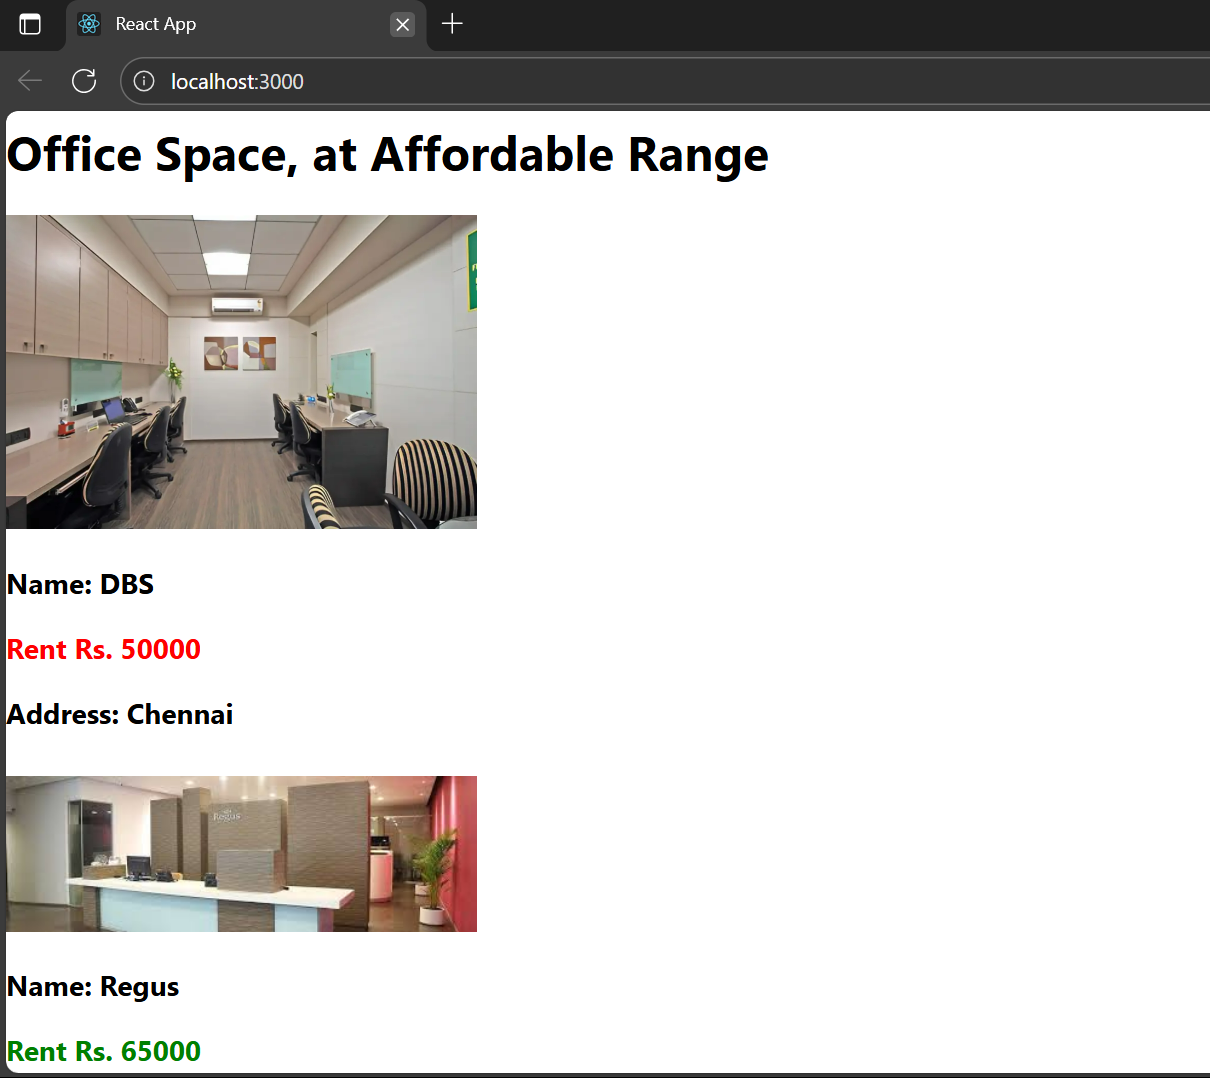 React App
localhost:3000
Office Space, at Affordable Range
Name: DBS
Rent Rs. 50000
Address: Chennai
Regus
Name: Regus
Rent Rs. 65000